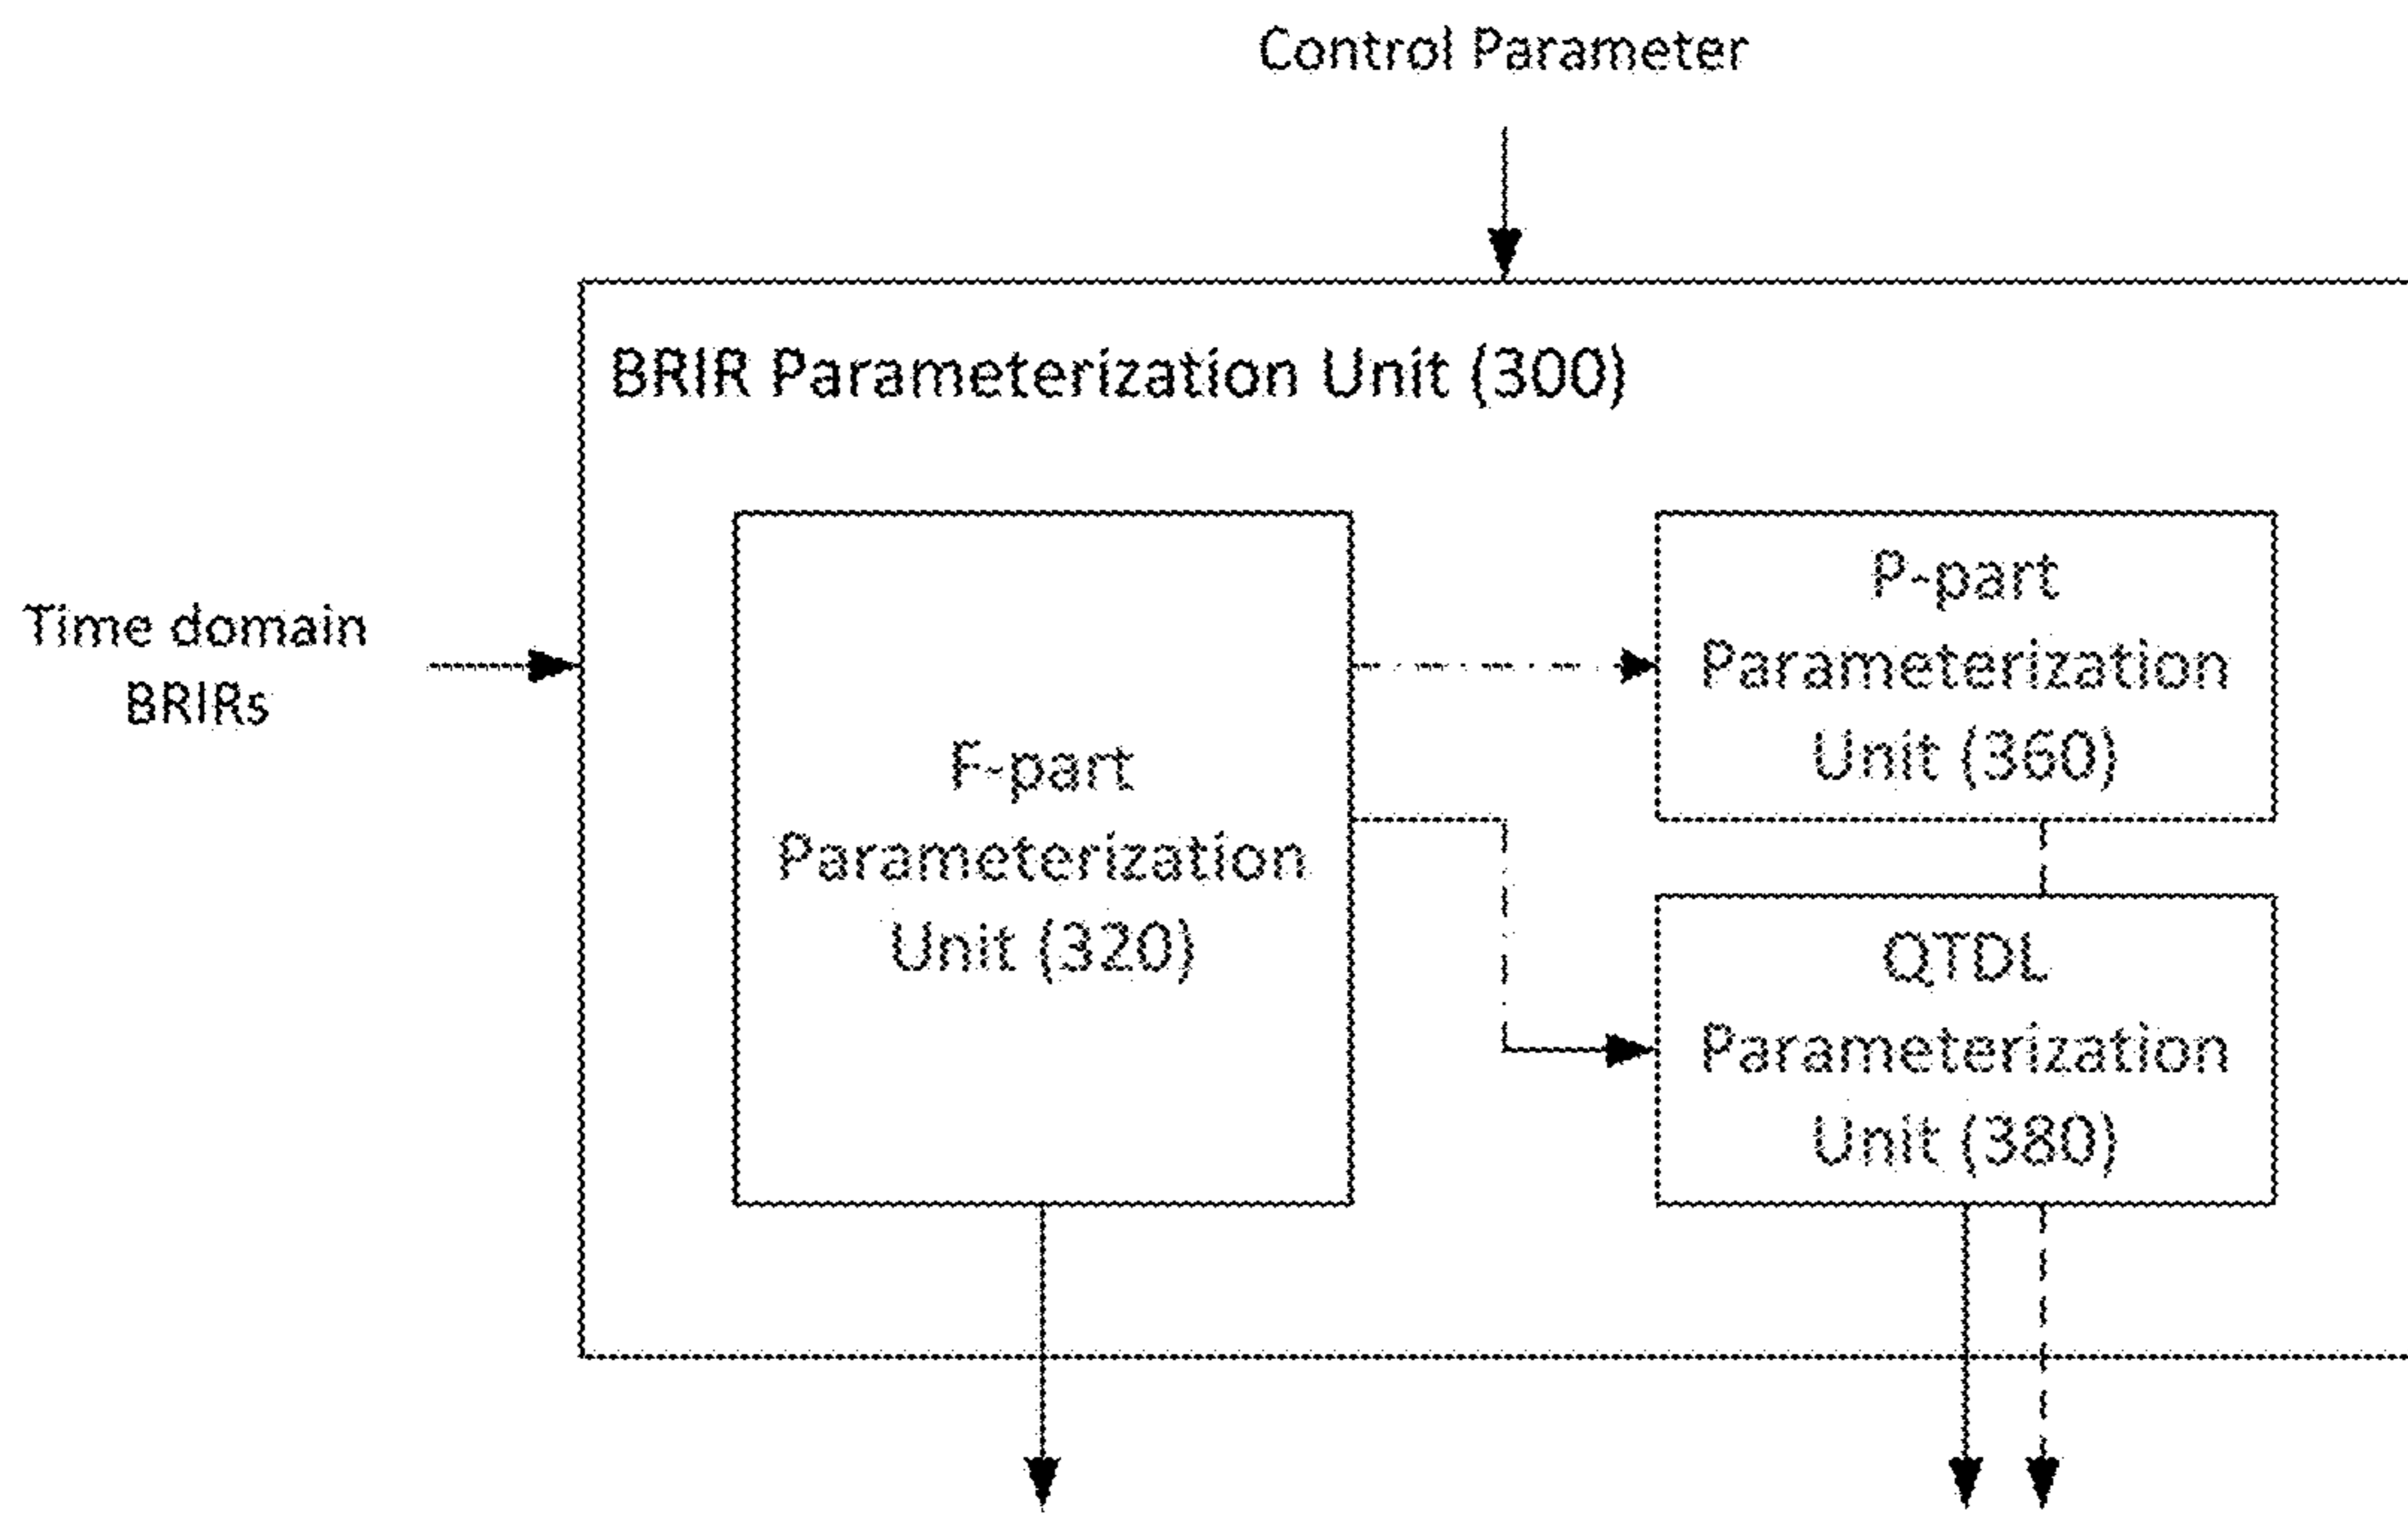 Control Parameter
BRIR Parameterization Unit (300)
Time domain
BRIRs
F-part
Parameterization
Unit (320)
P-part
Parameterization
Unit (360)
QTDL
Parameterization
Unit (380)